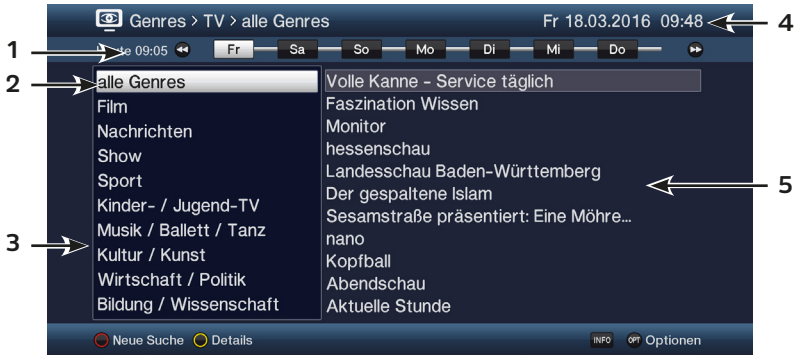 Genres > TV > alle Genres Fr 18.03.2016 09:48
4
1
09:05 Fr Sa So Mo Di Mi Do
2
alle Genres
Film
Nachrichten
Show
Sport
Kinder- / Jugend-TV
Musik / Ballett / Tanz
3
Kultur / Kunst
Wirtschaft / Politik
Bildung / Wissenschaft
Volle Kanne - Service täglich
Faszination Wissen
Monitor
hessenschau
Landesschau Baden-Württemberg
Der gespaltene Islam
5
Sesamstraße präsentiert: Eine Möhre...
nano
Kopfball
Abendschau
Aktuelle Stunde
Neue Suche Details INFO OPT Optionen